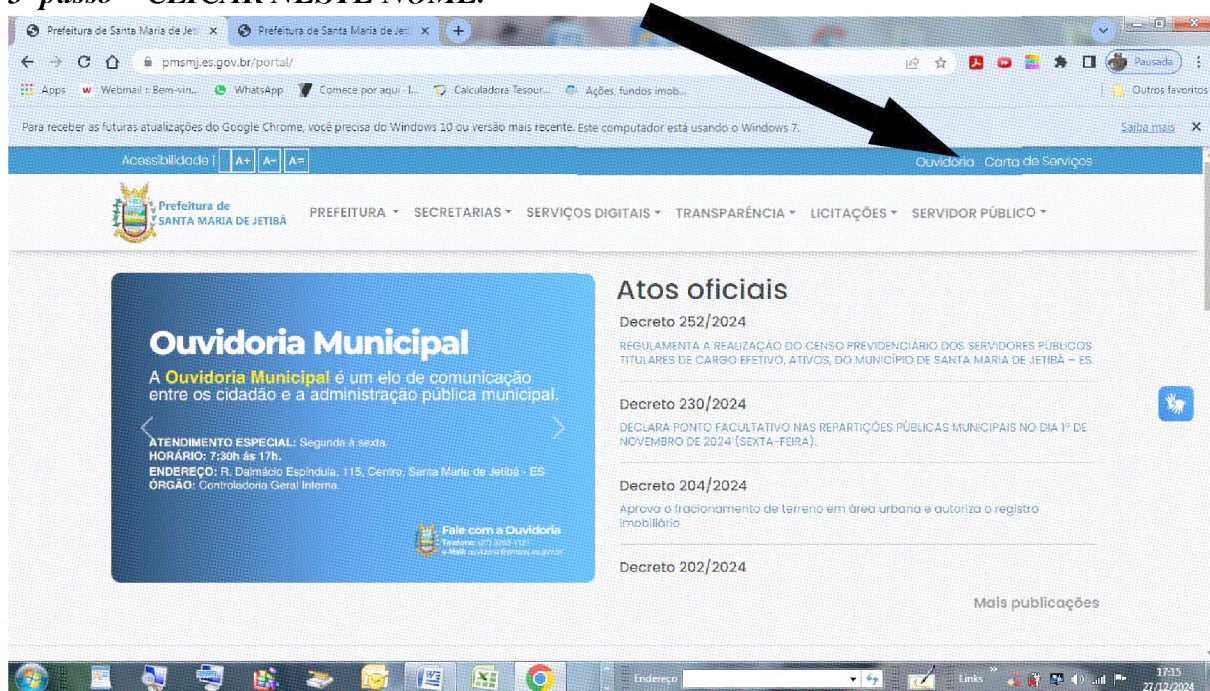 3º passo – CLICAR NESTE NOME:
Prefeitura de Santa Maria de Jeti
Prefeitura de Santa Maria de Jeti
pmsmj.es.gov.br/portal/
Pausada
Apps
Webmail :: Bem-vin...
WhatsApp
Comece por aqui - I...
Calculadora Tesour...
Ações, fundos imob...
Outros favoritos
Para receber as futuras atualizações do Google Chrome, você precisa do Windows 10 ou versão mais recente. Este computador está usando o Windows 7.
Saiba mais
Acessibilidade | A+ A- A=
Ouvidoria Carta de Serviços
Prefeitura de
SANTA MARIA DE JETIBÁ
PREFEITURA SECRETARIAS SERVIÇOS DIGITAIS TRANSPARÊNCIA LICITAÇÕES SERVIDOR PÚBLICO
Ouvidoria Municipal
A Ouvidoria Municipal é um elo de comunicação
entre os cidadão e a administração pública municipal.
ATENDIMENTO ESPECIAL: Segunda à sexta.
HORÁRIO: 7:30h ás 17h.
ENDEREÇO: R. Dalmácio Espíndula, 115, Centro, Santa Maria de Jetibá - ES
ÓRGÃO: Controladoria Geral Interna.
Fale com a Ouvidoria
Telefone: (27)
e-Mail:
Atos oficiais
Decreto 252/2024
REGULAMENTA A REALIZAÇÃO DO CENSO PREVIDENCIÁRIO DOS SERVIDORES PÚBLICOS
TITULARES DE CARGO EFETIVO, ATIVOS, DO MUNICÍPIO DE SANTA MARIA DE JETIBÁ – ES.
Decreto 230/2024
DECLARA PONTO FACULTATIVO NAS REPARTIÇÕES PÚBLICAS MUNICIPAIS NO DIA 1º DE
NOVEMBRO DE 2024 (SEXTA-FEIRA).
Decreto 204/2024
Aprova o fracionamento de terreno em área urbana e autoriza o registro
imobiliário
Decreto 202/2024
Mais publicações
Endereço
Links
17:15
27/12/2024